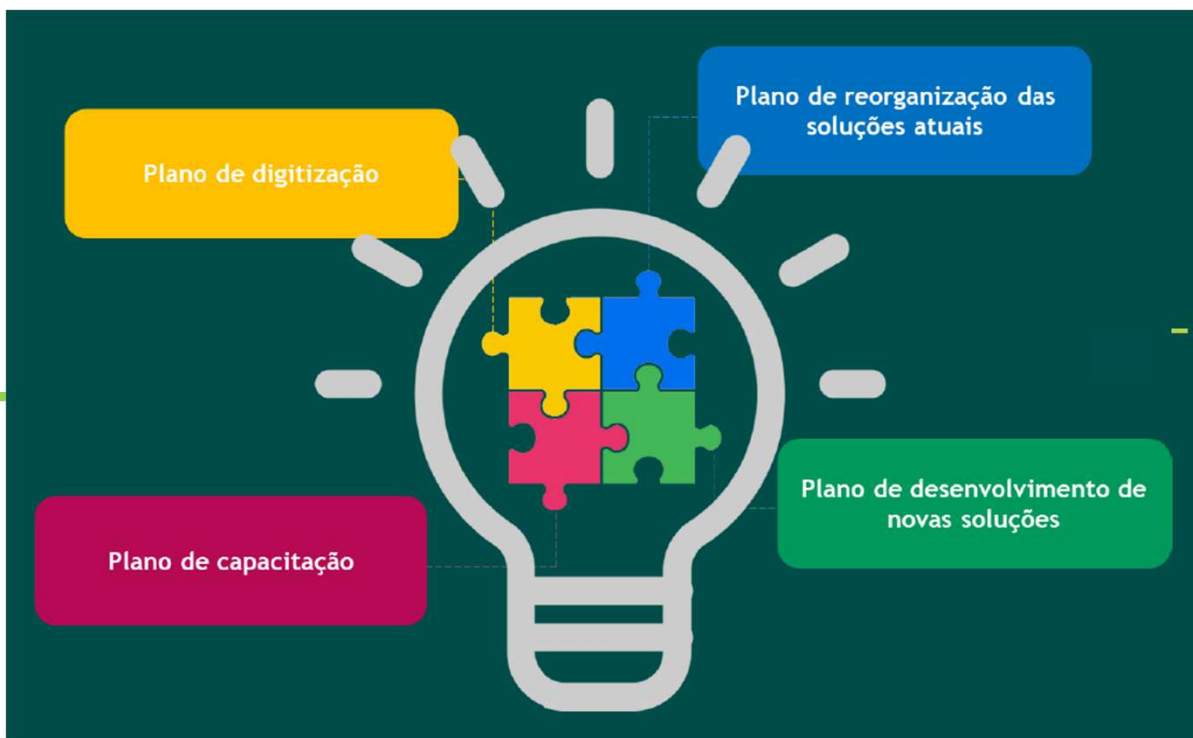 Plano de digitização
Plano de reorganização das
soluções atuais
Plano de capacitação
Plano de desenvolvimento de
novas soluções